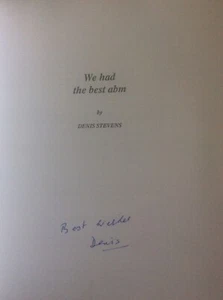 We had
the best abm
by
DENIS STEVENS
Best wishes
Denis